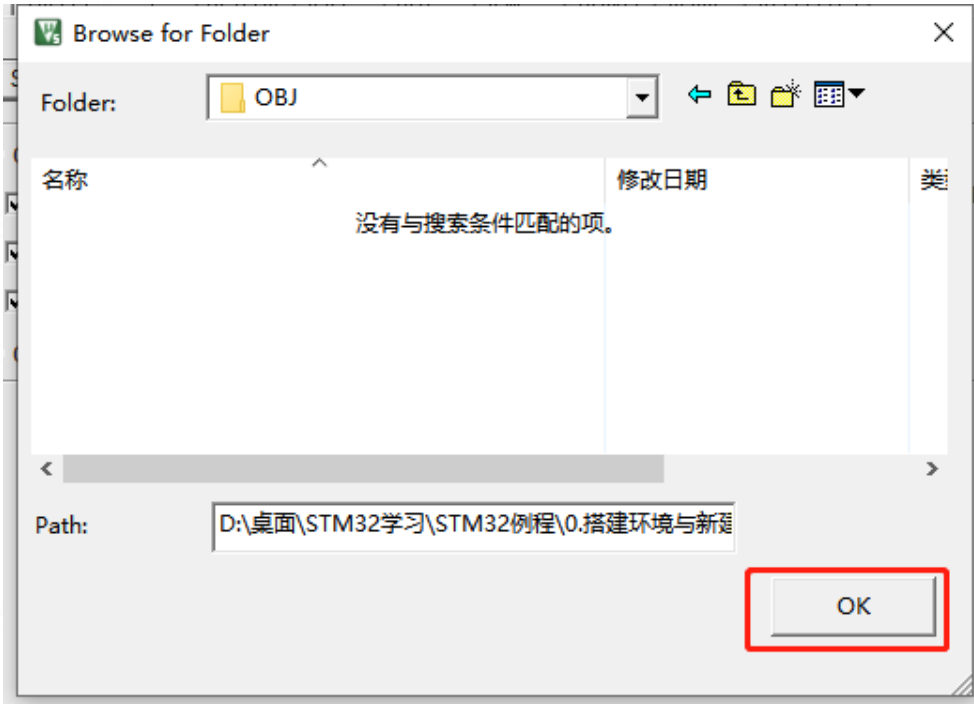 Browse for Folder
Folder:
OBJ
名称
修改日期
没有与搜索条件匹配的项。
Path:
D:\桌面\STM32学习\STM32例程\0.搭建环境与新建
OK